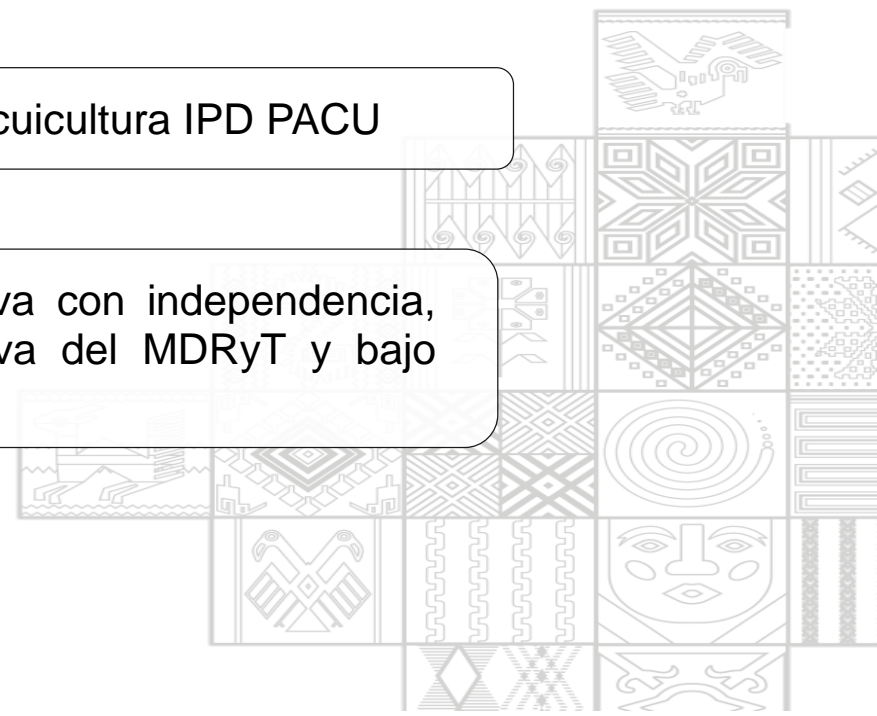 cuicultura IPD PACU
va con independencia,
va del MDRyT y bajo